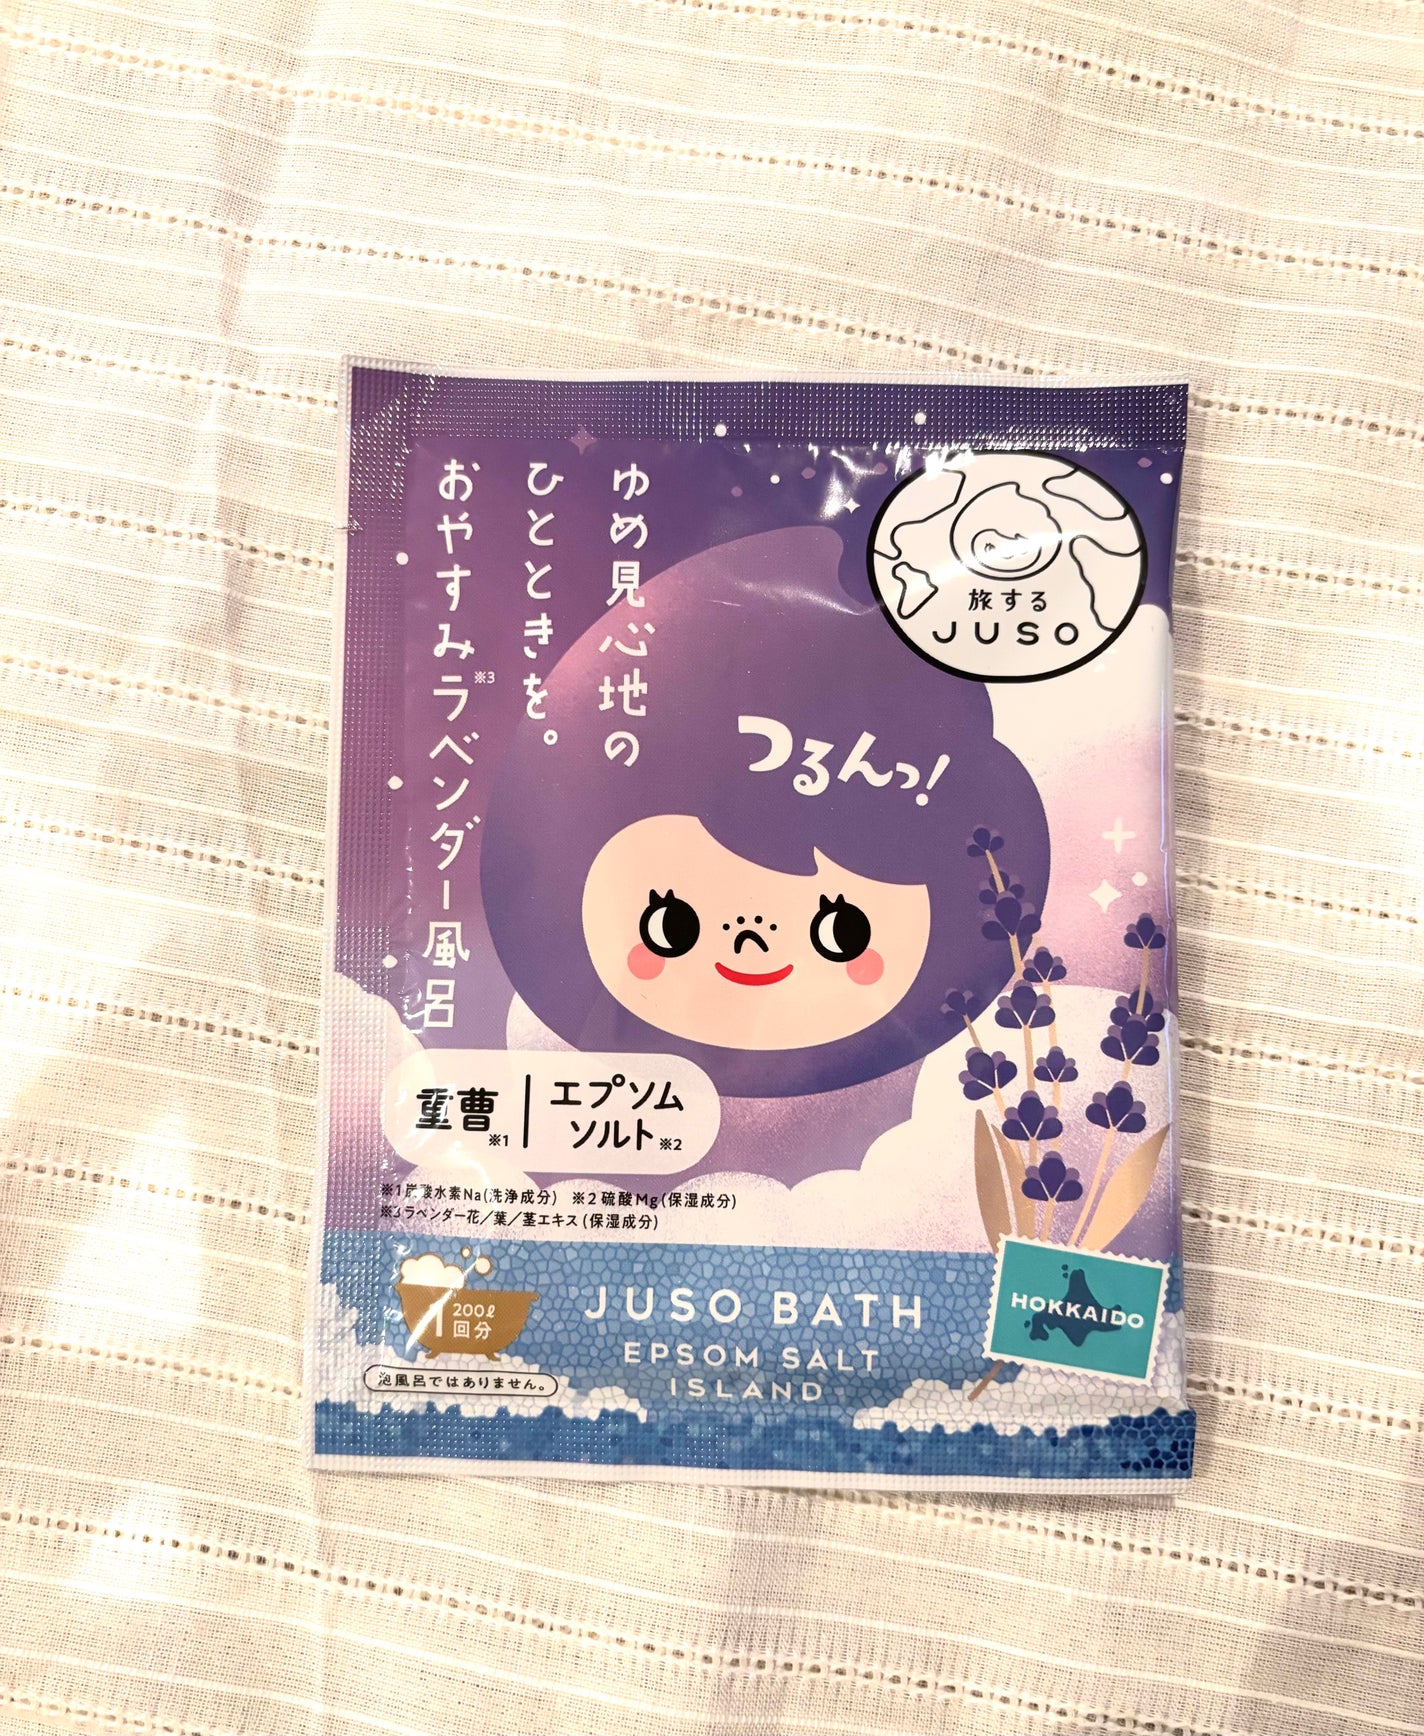 ゆめ見心地の
ひとときを。
おやすみラベンダー風呂
※3
旅する
JUSO
つるんっ!
重曹※1
エプソム
ソルト※2
※1炭酸水素Na(洗浄成分) ※2硫酸Mg(保湿成分)
※3ラベンダー花／葉／茎エキス(保湿成分)
1
200ℓ
回分
泡風呂ではありません。
JUSO BATH
EPSOM SALT
ISLAND
HOKKAIDO